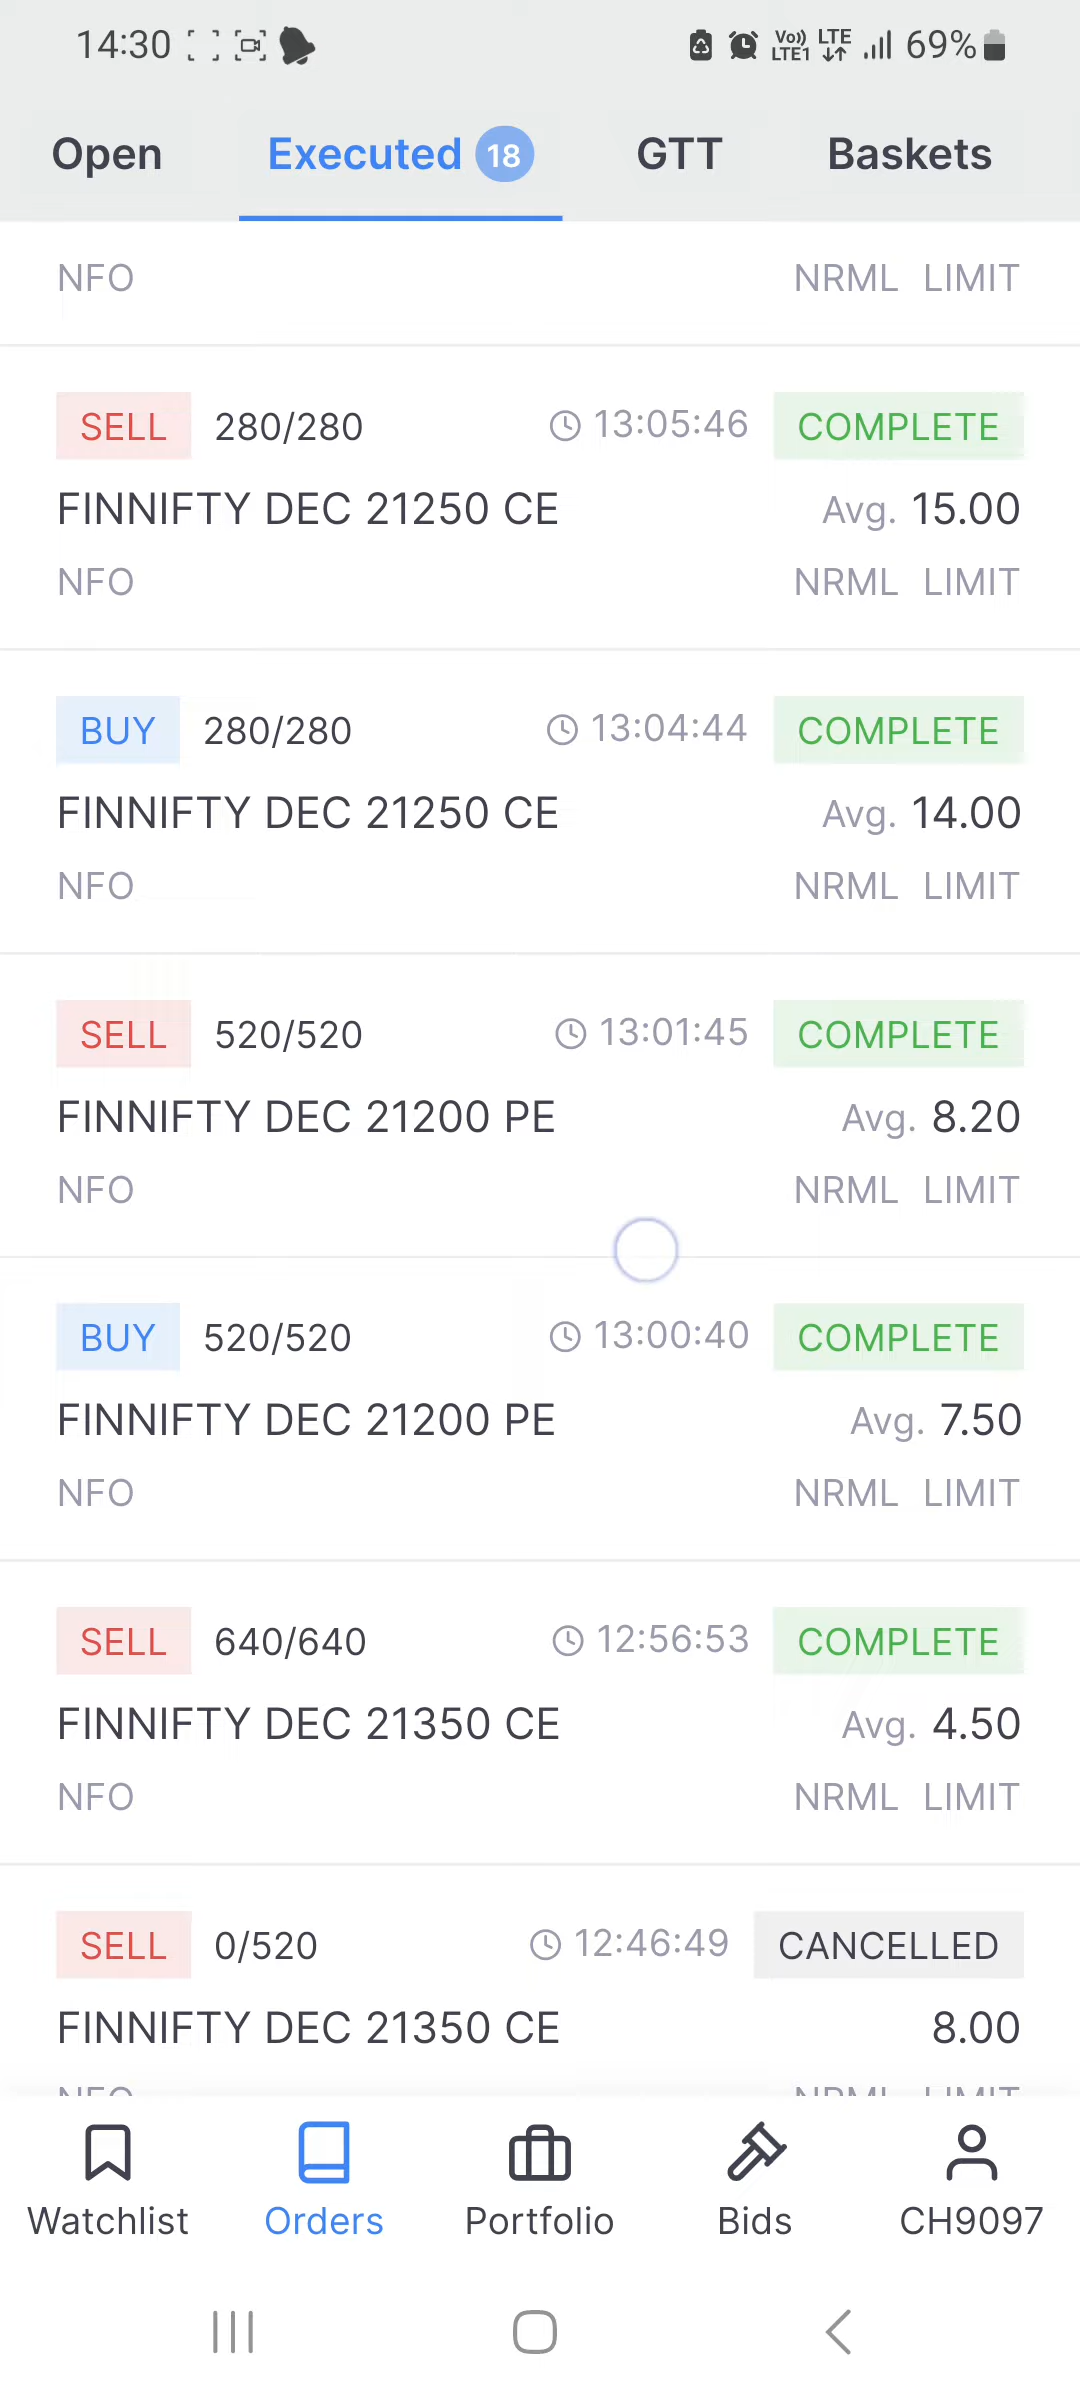 14:30 Vo)) LTE1 LTE 69%
Open Executed 18 GTT Baskets
NFO NRML LIMIT
SELL 280/280 13:05:46 COMPLETE
FINNIFTY DEC 21250 CE Avg. 15.00
NFO NRML LIMIT
BUY 280/280 13:04:44 COMPLETE
FINNIFTY DEC 21250 CE Avg. 14.00
NFO NRML LIMIT
SELL 520/520 13:01:45 COMPLETE
FINNIFTY DEC 21200 PE Avg. 8.20
NFO NRML LIMIT
BUY 520/520 13:00:40 COMPLETE
FINNIFTY DEC 21200 PE Avg. 7.50
NFO NRML LIMIT
SELL 640/640 12:56:53 COMPLETE
FINNIFTY DEC 21350 CE Avg. 4.50
NFO NRML LIMIT
SELL 0/520 12:46:49 CANCELLED
FINNIFTY DEC 21350 CE 8.00
NFO NRML LIMIT
Watchlist Orders Portfolio Bids CH9097